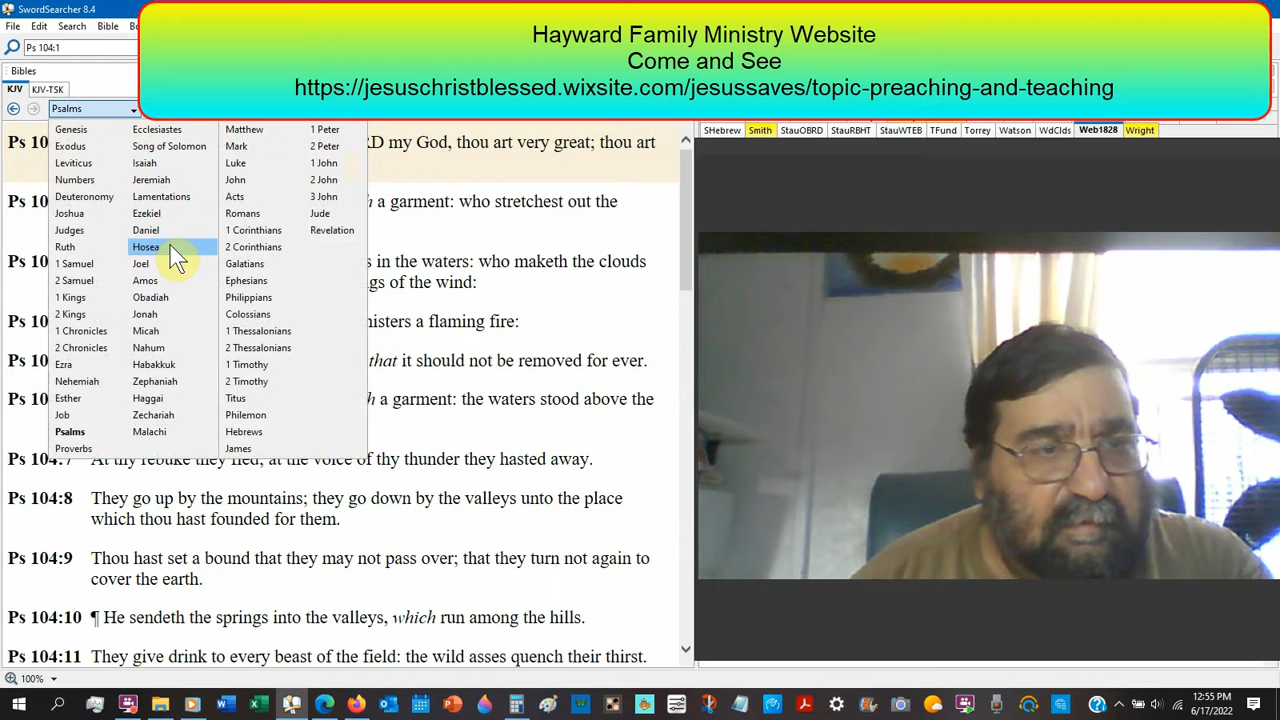 SwordSearcher 8.4
File Edit Search Bible
Ps 104:1
Hayward Family Ministry Website
Come and See
https://jesuschristblessed.wixsite.com/jesussaves/topic-preaching-and-teaching
Bibles
KJV KJV-TSK
Psalms
SHebrew Smith StauOBRD StauRBHT StauWTEB TFund Torrey Watson WdClds Web1828 Wright
Genesis Ecclesiastes Matthew 1 Peter
Exodus Song of Solomon Mark 2 Peter
Leviticus Isaiah Luke 1 John
Numbers Jeremiah John 2 John
Deuteronomy Lamentations Acts 3 John
Joshua Ezekiel Romans Jude
Judges Daniel 1 Corinthians Revelation
Ruth Hosea 2 Corinthians
1 Samuel Joel Galatians
2 Samuel Amos Ephesians
1 Kings Obadiah Philippians
2 Kings Jonah Colossians
1 Chronicles Micah 1 Thessalonians
2 Chronicles Nahum 2 Thessalonians
Ezra Habakkuk 1 Timothy
Nehemiah Zephaniah 2 Timothy
Esther Haggai Titus
Job Zechariah Philemon
Psalms Malachi Hebrews
Proverbs James
my God, thou art very great; thou art
a garment: who stretchest out the
in the waters: who maketh the clouds
of the wind:
a flaming fire:
that it should not be removed for ever.
a garment: the waters stood above the
Ps 104:7 At thy rebuke they fled; at the voice of thy thunder they hasted away.
Ps 104:8 They go up by the mountains; they go down by the valleys unto the place
which thou hast founded for them.
Ps 104:9 Thou hast set a bound that they may not pass over; that they turn not again to
cover the earth.
Ps 104:10 ¶ He sendeth the springs into the valleys, which run among the hills.
Ps 104:11 They give drink to every beast of the field: the wild asses quench their thirst.
100%
12:55 PM
6/17/2022